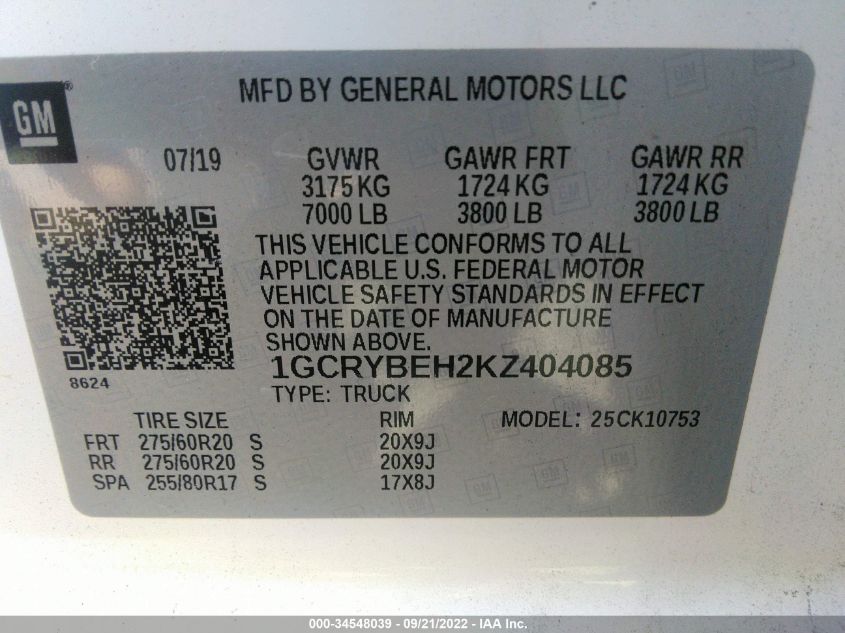 MFD BY GENERAL MOTORS LLC
GM®
07/19 GVWR GAWR FRT GAWR RR
3175 KG 1724 KG 1724 KG
7000 LB 3800 LB 3800 LB
THIS VEHICLE CONFORMS TO ALL
APPLICABLE U.S. FEDERAL MOTOR
VEHICLE SAFETY STANDARDS IN EFFECT
ON THE DATE OF MANUFACTURE
SHOWN ABOVE.
1GCRYBEH2KZ404085
8624
TYPE: TRUCK
TIRE SIZE RIM MODEL: 25CK10753
FRT 275/60R20 S 20X9J
RR 275/60R20 S 20X9J
SPA 255/80R17 S 17X8J
000-34548039 - 09/21/2022 - IAA Inc.